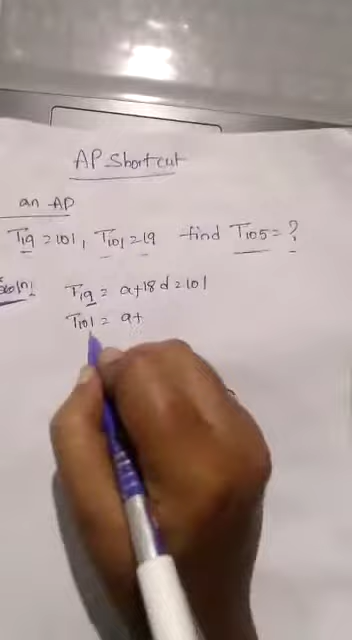 AP Shortcut
an AP
T19 = 101, T101 = 19 find T105 = ?
Soln: T19 = a+18d = 101
T101 = a+